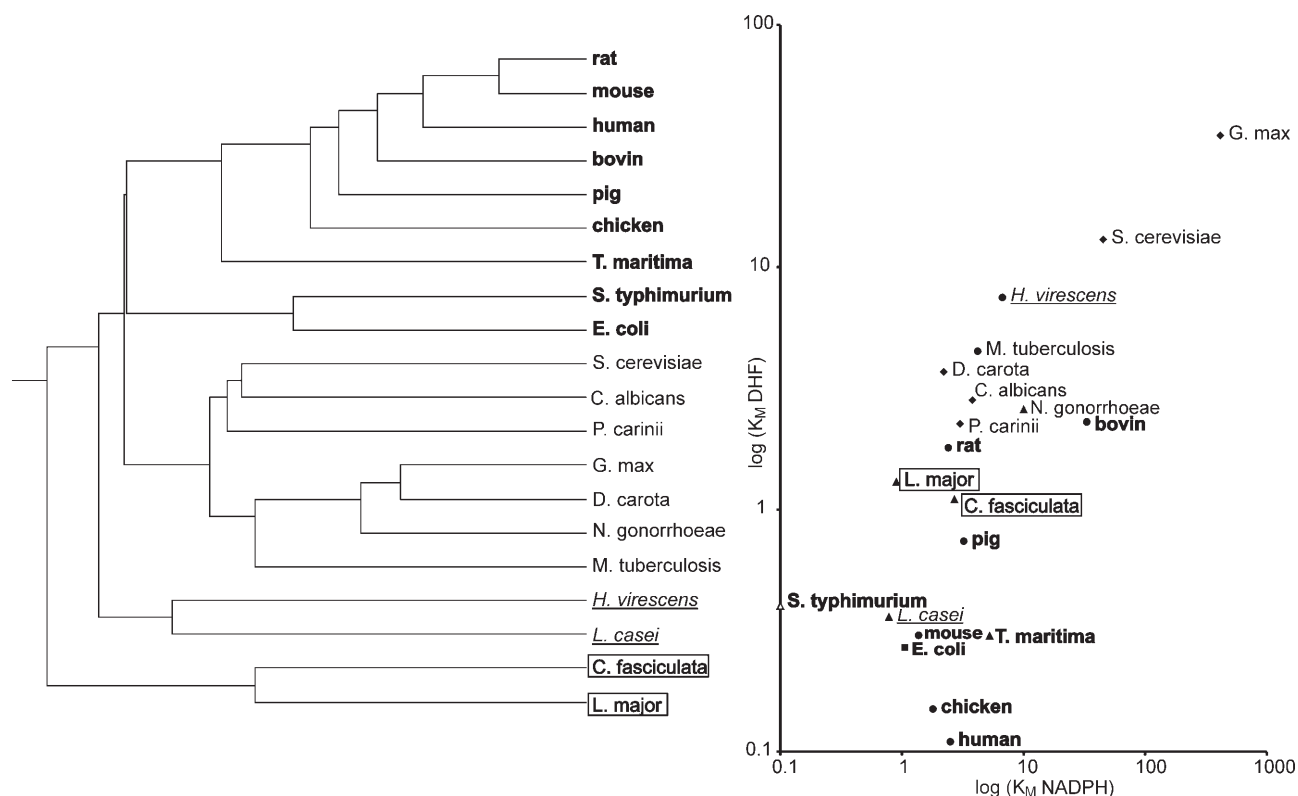 rat
mouse
human
bovin
pig
chicken
T. maritima
S. typhimurium
E. coli
S. cerevisiae
C. albicans
P. carinii
G. max
D. carota
N. gonorrhoeae
M. tuberculosis
H. virescens
L. casei
C. fasciculata
L. major
100
10
1
0.1
log (KM DHF)
G. max
S. cerevisiae
H. virescens
M. tuberculosis
D. carota
C. albicans
N. gonorrhoeae
P. carinii
bovin
rat
L. major
C. fasciculata
pig
S. typhimurium
L. casei
mouse
T. maritima
E. coli
chicken
human
0.1 1 10 100 1000
log (KM NADPH)